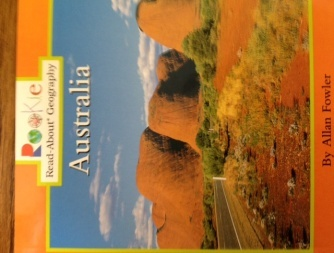 Rookie
Read-About® Geography
Australia
By Allan Fowler